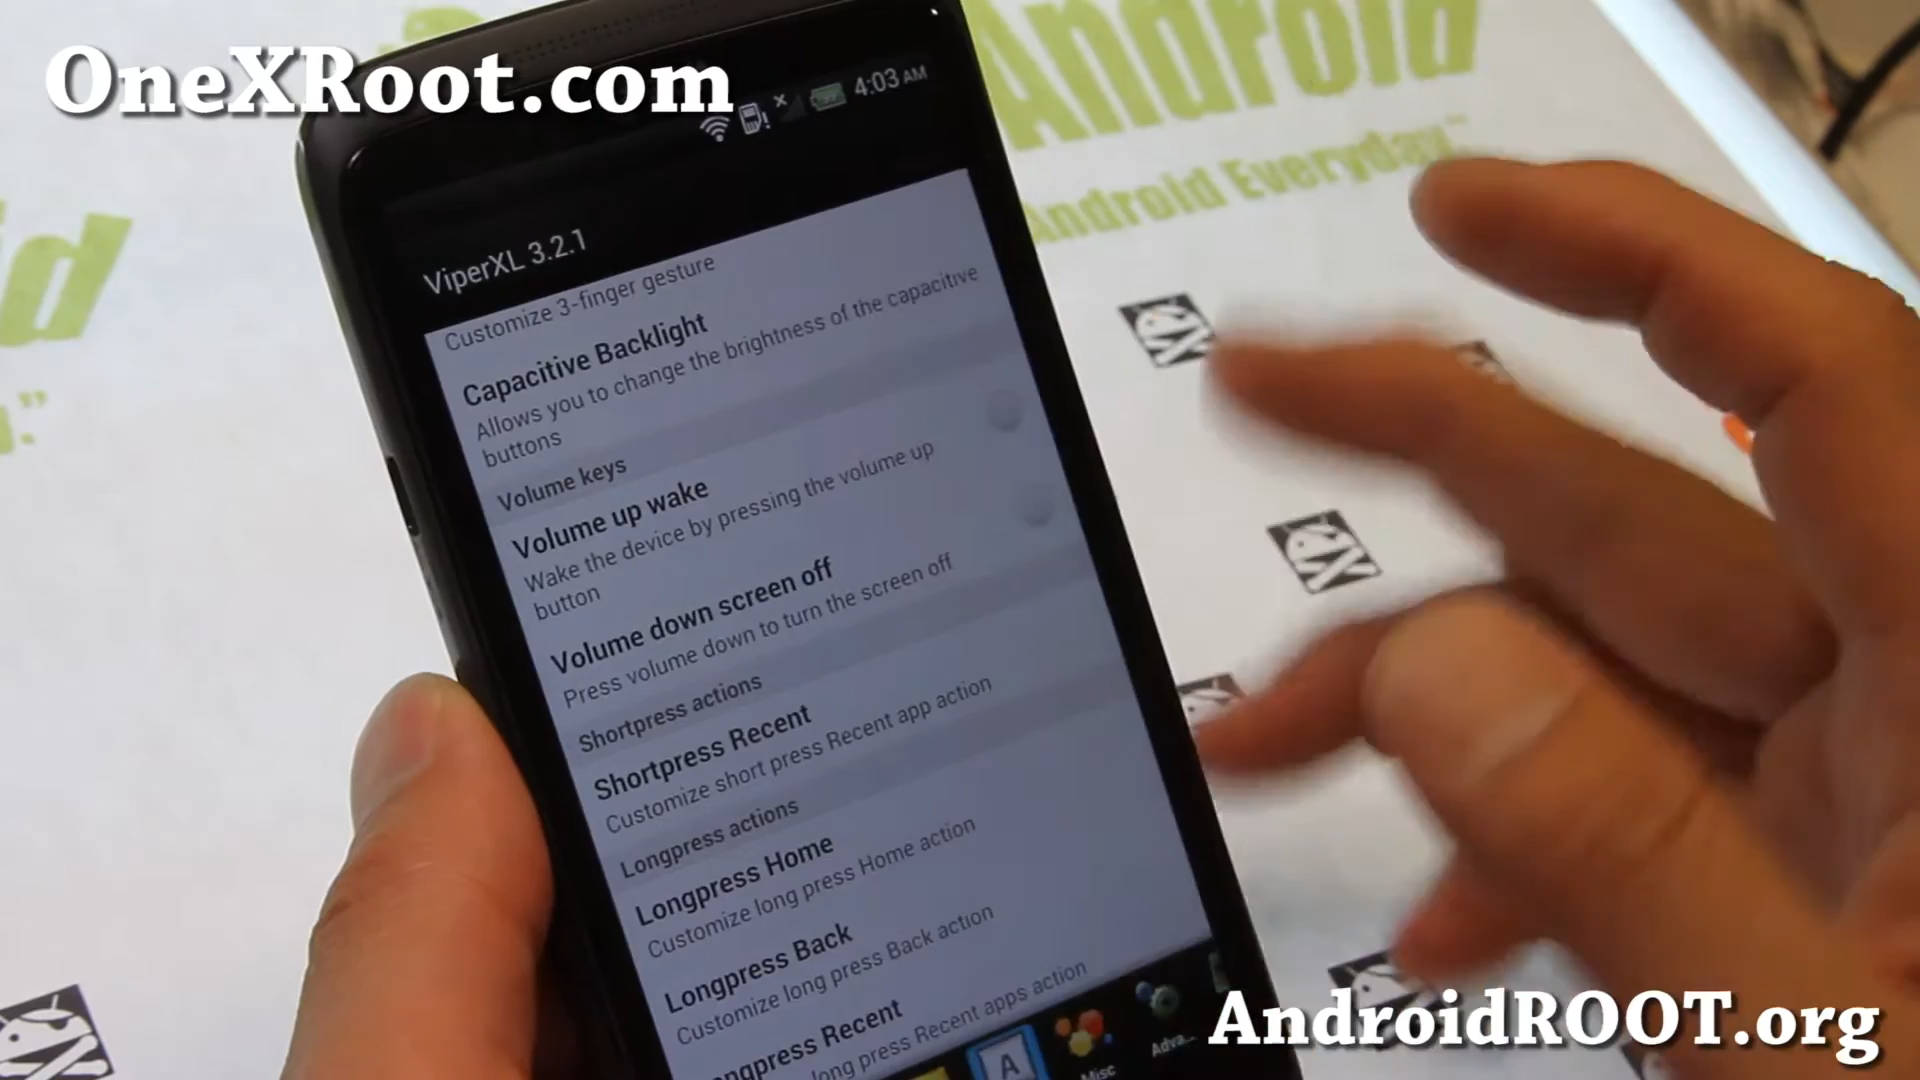 OneXRoot.com
Android
Android Everyday
4:03 AM
ViperXL 3.2.1
Customize 3-finger gesture
Capacitive Backlight
Allows you to change the brightness of the capacitive
buttons
Volume keys
Volume up wake
Wake the device by pressing the volume up
button
Volume down screen off
Press volume down to turn the screen off
Shortpress actions
Shortpress Recent
Customize short press Recent app action
Longpress actions
Longpress Home
Customize long press Home action
Longpress Back
Customize long press Back action
ngpress Recent
long press Recent apps action
A
Misc
Adva...
AndroidROOT.org